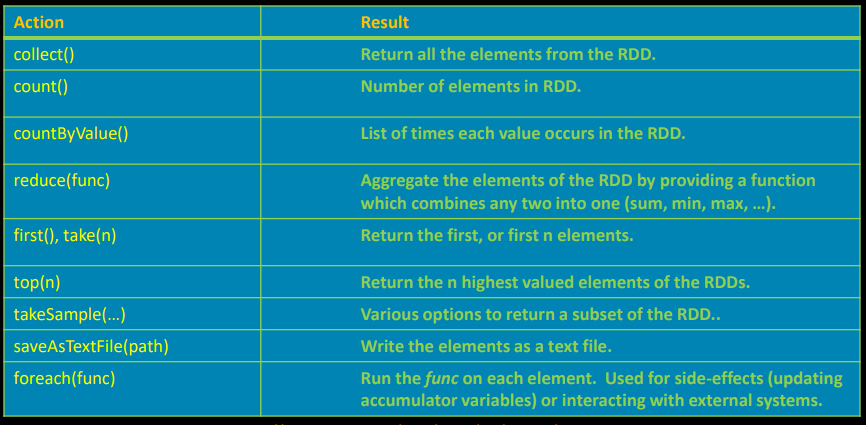 Action Result
collect() Return all the elements from the RDD.
count() Number of elements in RDD.
countByValue() List of times each value occurs in the RDD.
reduce(func) Aggregate the elements of the RDD by providing a function
which combines any two into one (sum, min, max, …).
first(), take(n) Return the first, or first n elements.
top(n) Return the n highest valued elements of the RDDs.
takeSample(…) Various options to return a subset of the RDD..
saveAsTextFile(path) Write the elements as a text file.
foreach(func) Run the func on each element. Used for side-effects (updating
accumulator variables) or interacting with external systems.